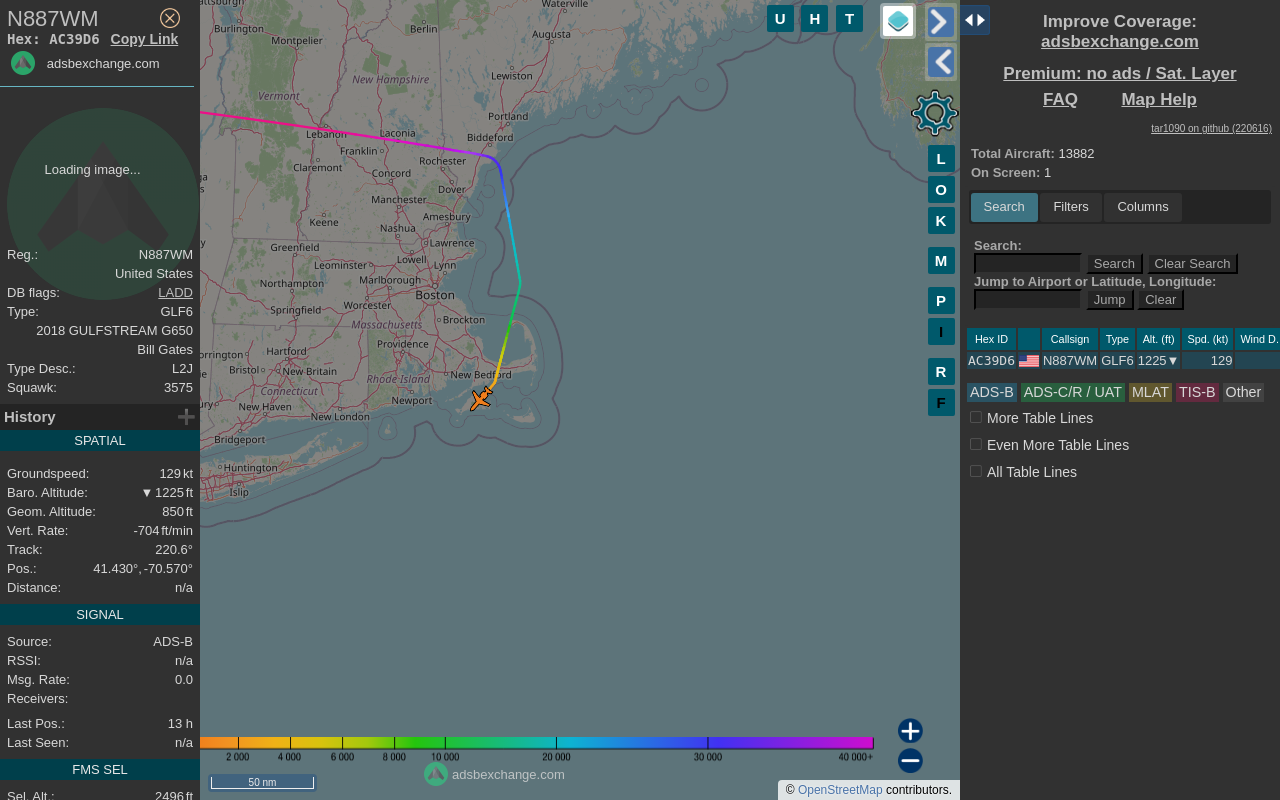 N887WM
Hex: AC39D6 Copy Link
adsbexchange.com
Loading image...
Reg.: N887WM
United States
DB flags: LADD
Type: GLF6
2018 GULFSTREAM G650
Bill Gates
Type Desc.: L2J
Squawk: 3575
History
SPATIAL
Groundspeed: 129 kt
Baro. Altitude: ▼ 1225 ft
Geom. Altitude: 850 ft
Vert. Rate: -704 ft/min
Track: 220.6°
Pos.: 41.430°, -70.570°
Distance: n/a
SIGNAL
Source: ADS-B
RSSI: n/a
Msg. Rate: 0.0
Receivers:
Last Pos.: 13 h
Last Seen: n/a
FMS SEL
Sel. Alt.: 2496 ft
Burlington
Montpelier
Berlin
Waterville
Augusta
Lewiston
New Hampshire
Vermont
Portland
Lebanon
Laconia
Biddeford
Franklin
Rochester
Claremont
Concord
Dover
Manchester
Keene
Amesbury
Nashua
Greenfield
Lawrence
Lowell
Leominster
Lynn
Northampton
Marlborough
Boston
Worcester
Springfield
Massachusetts
Brockton
Providence
Hartford
Torrington
Bristol
New Britain
Rhode Island
New Bedford
Connecticut
Newport
New Haven
New London
Bridgeport
Huntington
Islip
U H T
L
O
K
M
P
I
R
F
2 000 4 000 6 000 8 000 10 000 20 000 30 000 40 000+
adsbexchange.com
50 nm
© OpenStreetMap contributors.
Improve Coverage:
adsbexchange.com
Premium: no ads / Sat. Layer
FAQ Map Help
tar1090 on github (220616)
Total Aircraft: 13882
On Screen: 1
Search Filters Columns
Search:
Search Clear Search
Jump to Airport or Latitude, Longitude:
Jump Clear
Hex ID Callsign Type Alt. (ft) Spd. (kt) Wind D.
AC39D6 N887WM GLF6 1225▼ 129
ADS-B ADS-C/R / UAT MLAT TIS-B Other
More Table Lines
Even More Table Lines
All Table Lines